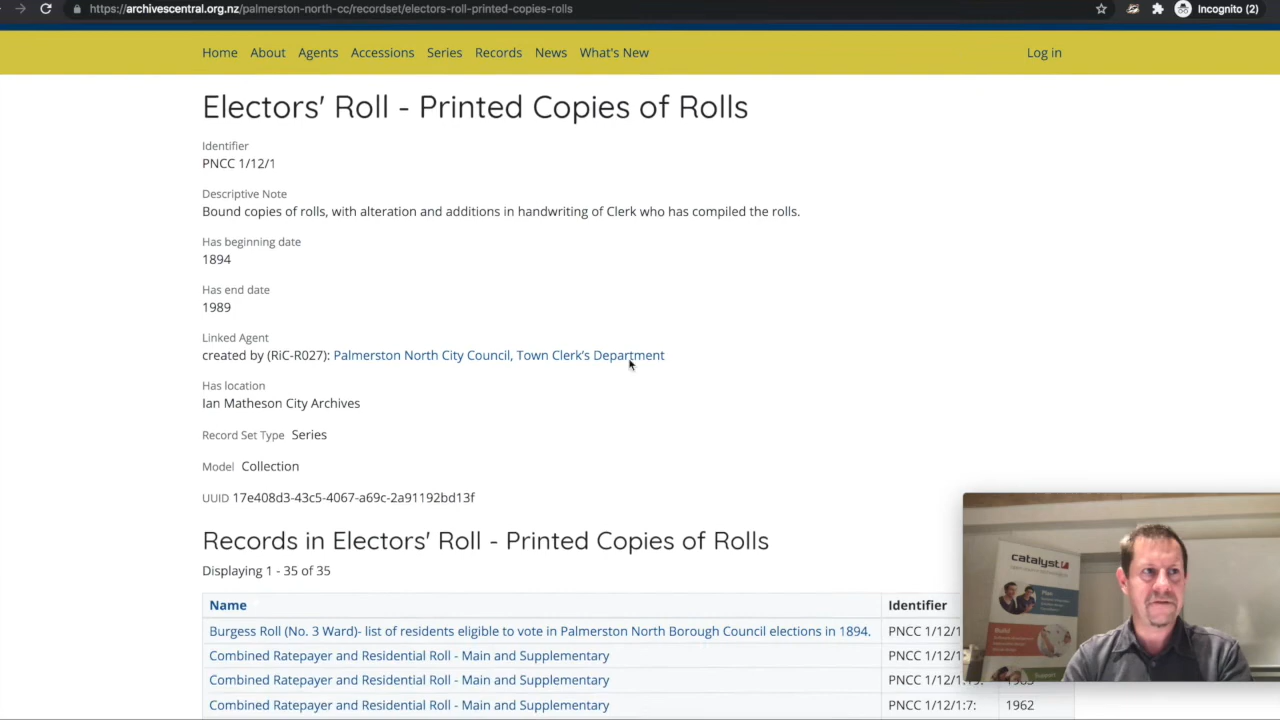 https://archivescentral.org.nz/palmerston-north-cc/recordset/electors-roll-printed-copies-rolls
Incognito (2)
Home About Agents Accessions Series Records News What's New Log in
Electors' Roll - Printed Copies of Rolls
Identifier
PNCC 1/12/1
Descriptive Note
Bound copies of rolls, with alteration and additions in handwriting of Clerk who has compiled the rolls.
Has beginning date
1894
Has end date
1989
Linked Agent
created by (RiC-R027): Palmerston North City Council, Town Clerk's Department
Has location
Ian Matheson City Archives
Record Set Type Series
Model Collection
UUID 17e408d3-43c5-4067-a69c-2a91192bd13f
Records in Electors' Roll - Printed Copies of Rolls
Displaying 1 - 35 of 35
Name Identifier
Burgess Roll (No. 3 Ward)- list of residents eligible to vote in Palmerston North Borough Council elections in 1894. PNCC 1/12/1
Combined Ratepayer and Residential Roll - Main and Supplementary PNCC 1/12/1
Combined Ratepayer and Residential Roll - Main and Supplementary PNCC 1/12/1
Combined Ratepayer and Residential Roll - Main and Supplementary PNCC 1/12/1:7: 1962
catalyst
Plan
Build
Support